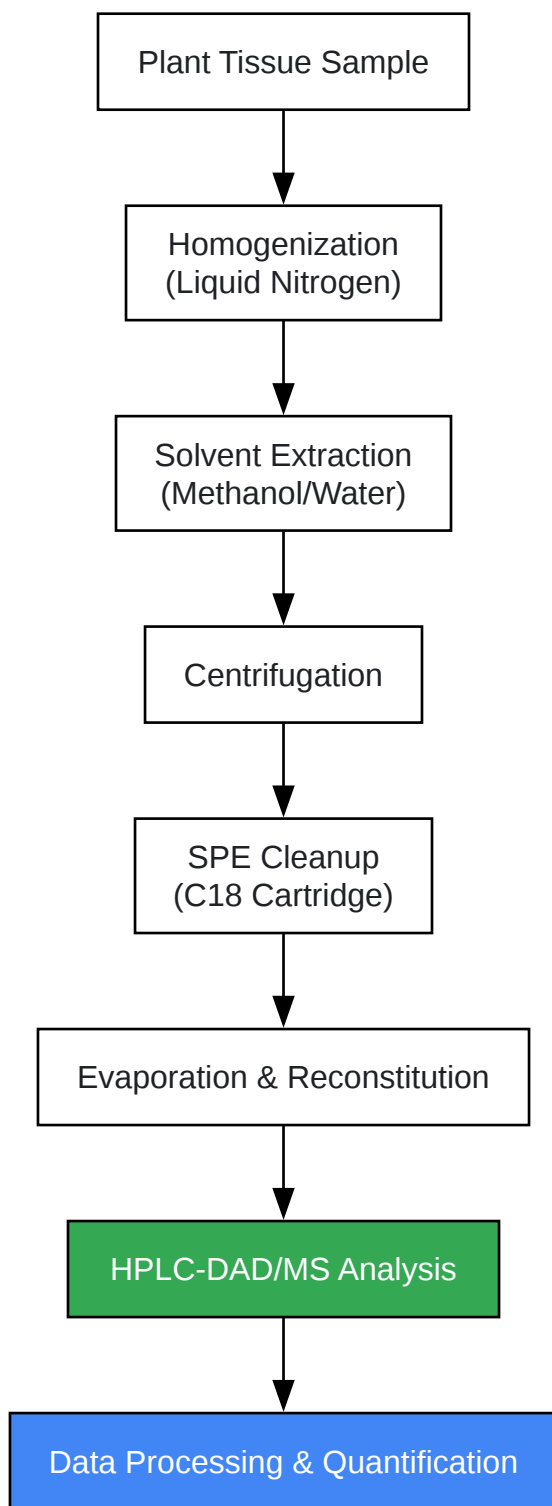 Plant Tissue Sample
Homogenization
(Liquid Nitrogen)
Solvent Extraction
(Methanol/Water)
Centrifugation
SPE Cleanup
(C18 Cartridge)
Evaporation & Reconstitution
HPLC-DAD/MS Analysis
Data Processing & Quantification